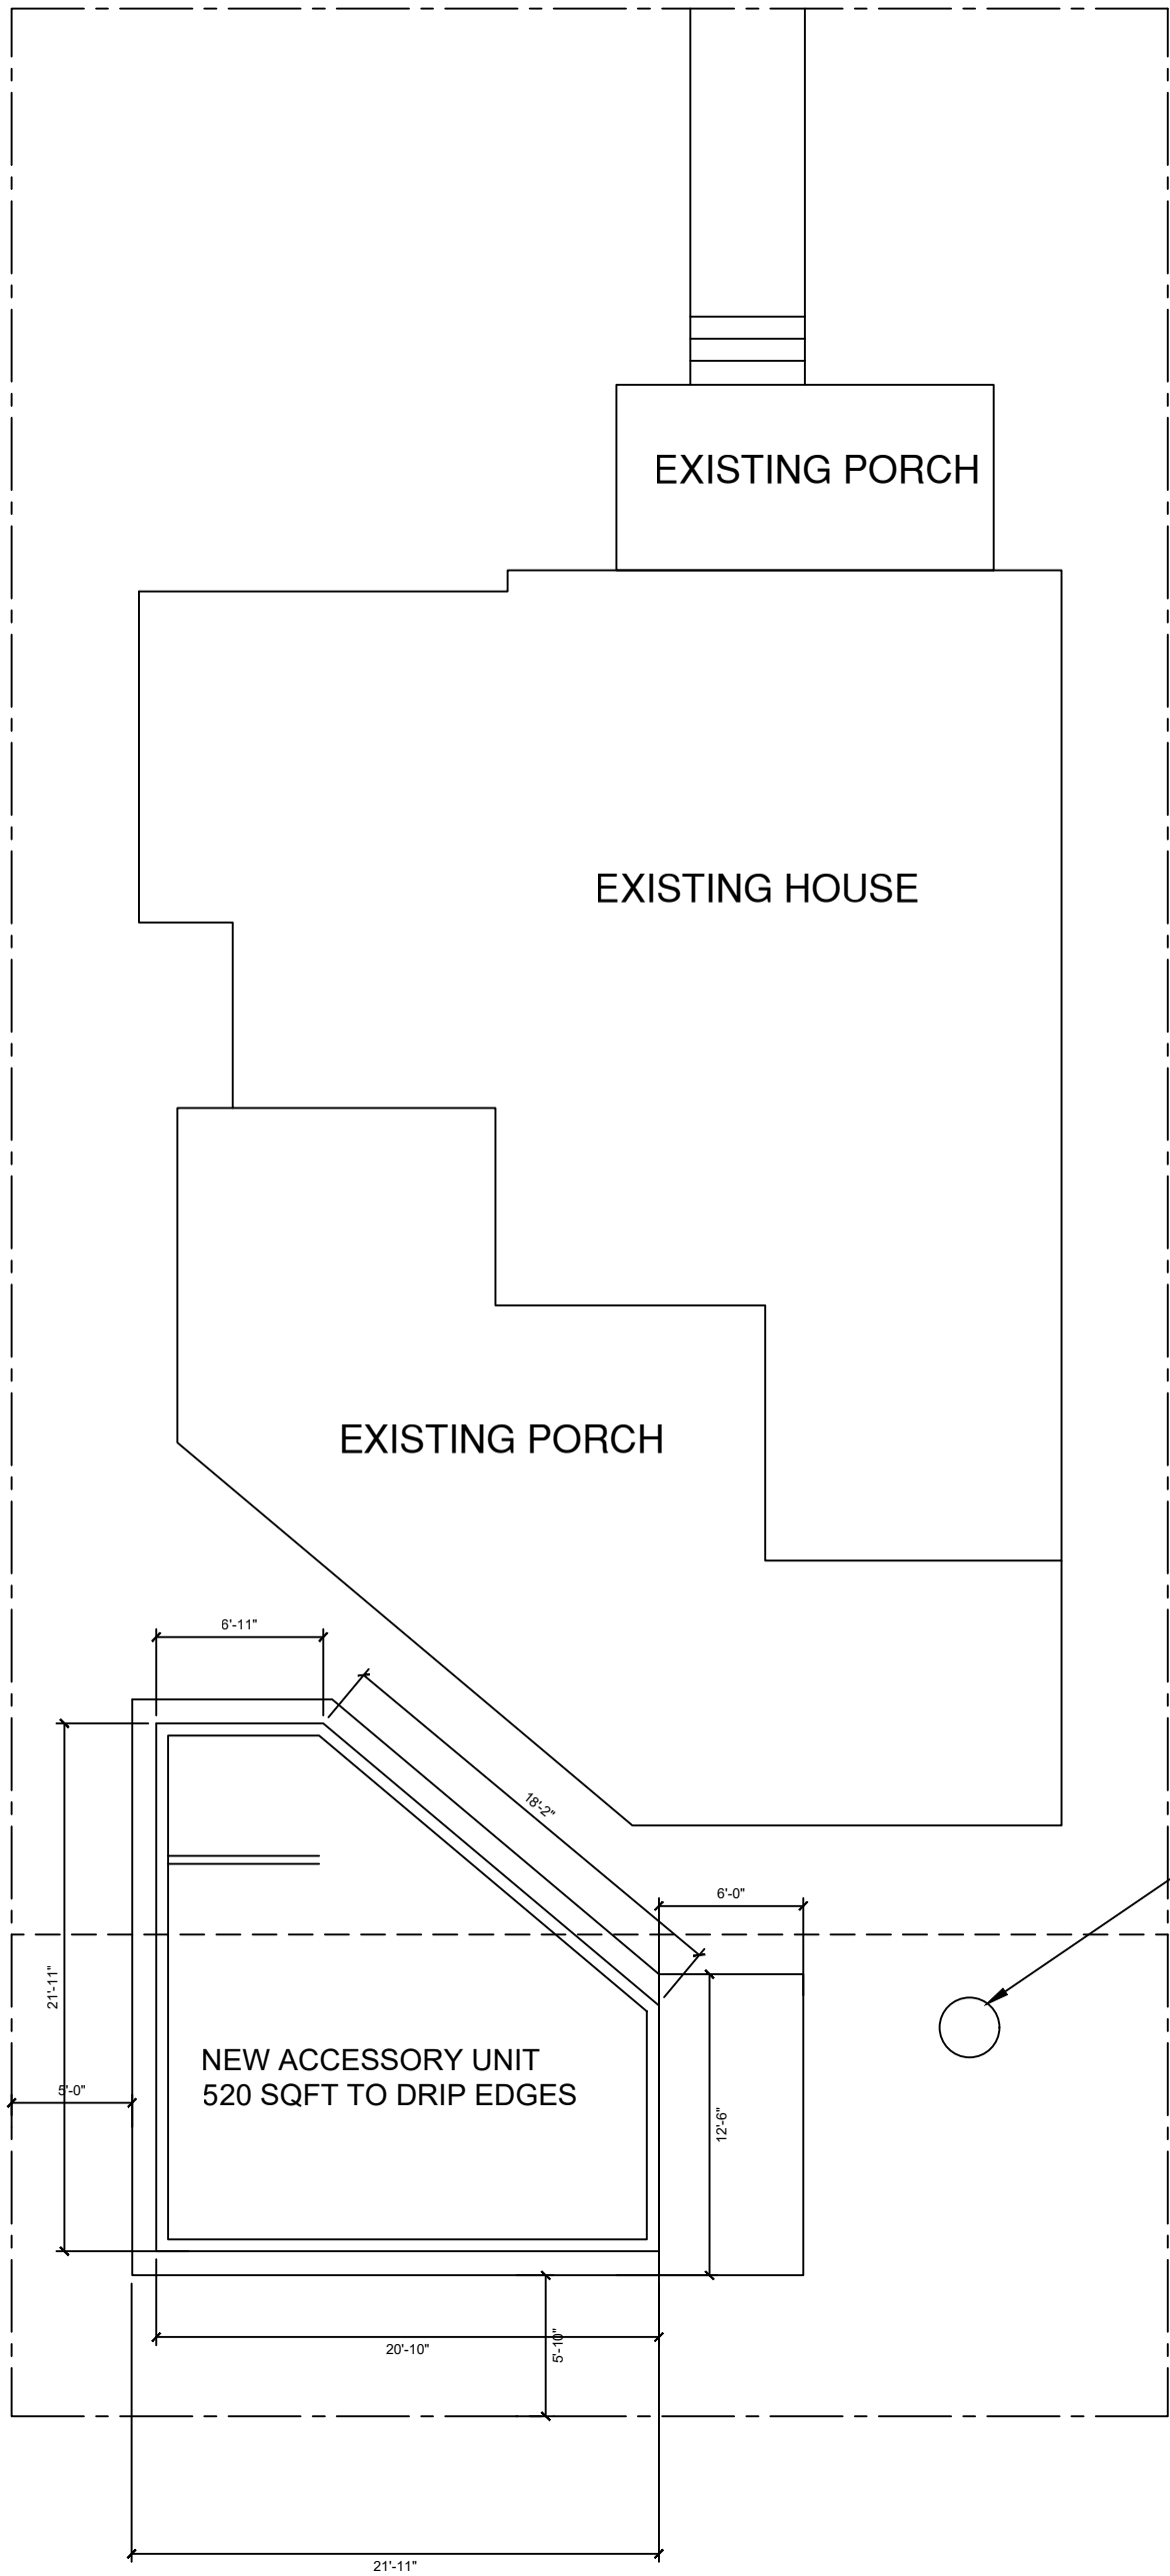 EXISTING PORCH
EXISTING HOUSE
EXISTING PORCH
6'-11"
18'-2"
6'-0"
21'-11"
NEW ACCESSORY UNIT
520 SQFT TO DRIP EDGES
5'-0"
12'-6"
5'-10"
20'-10"
21'-11"